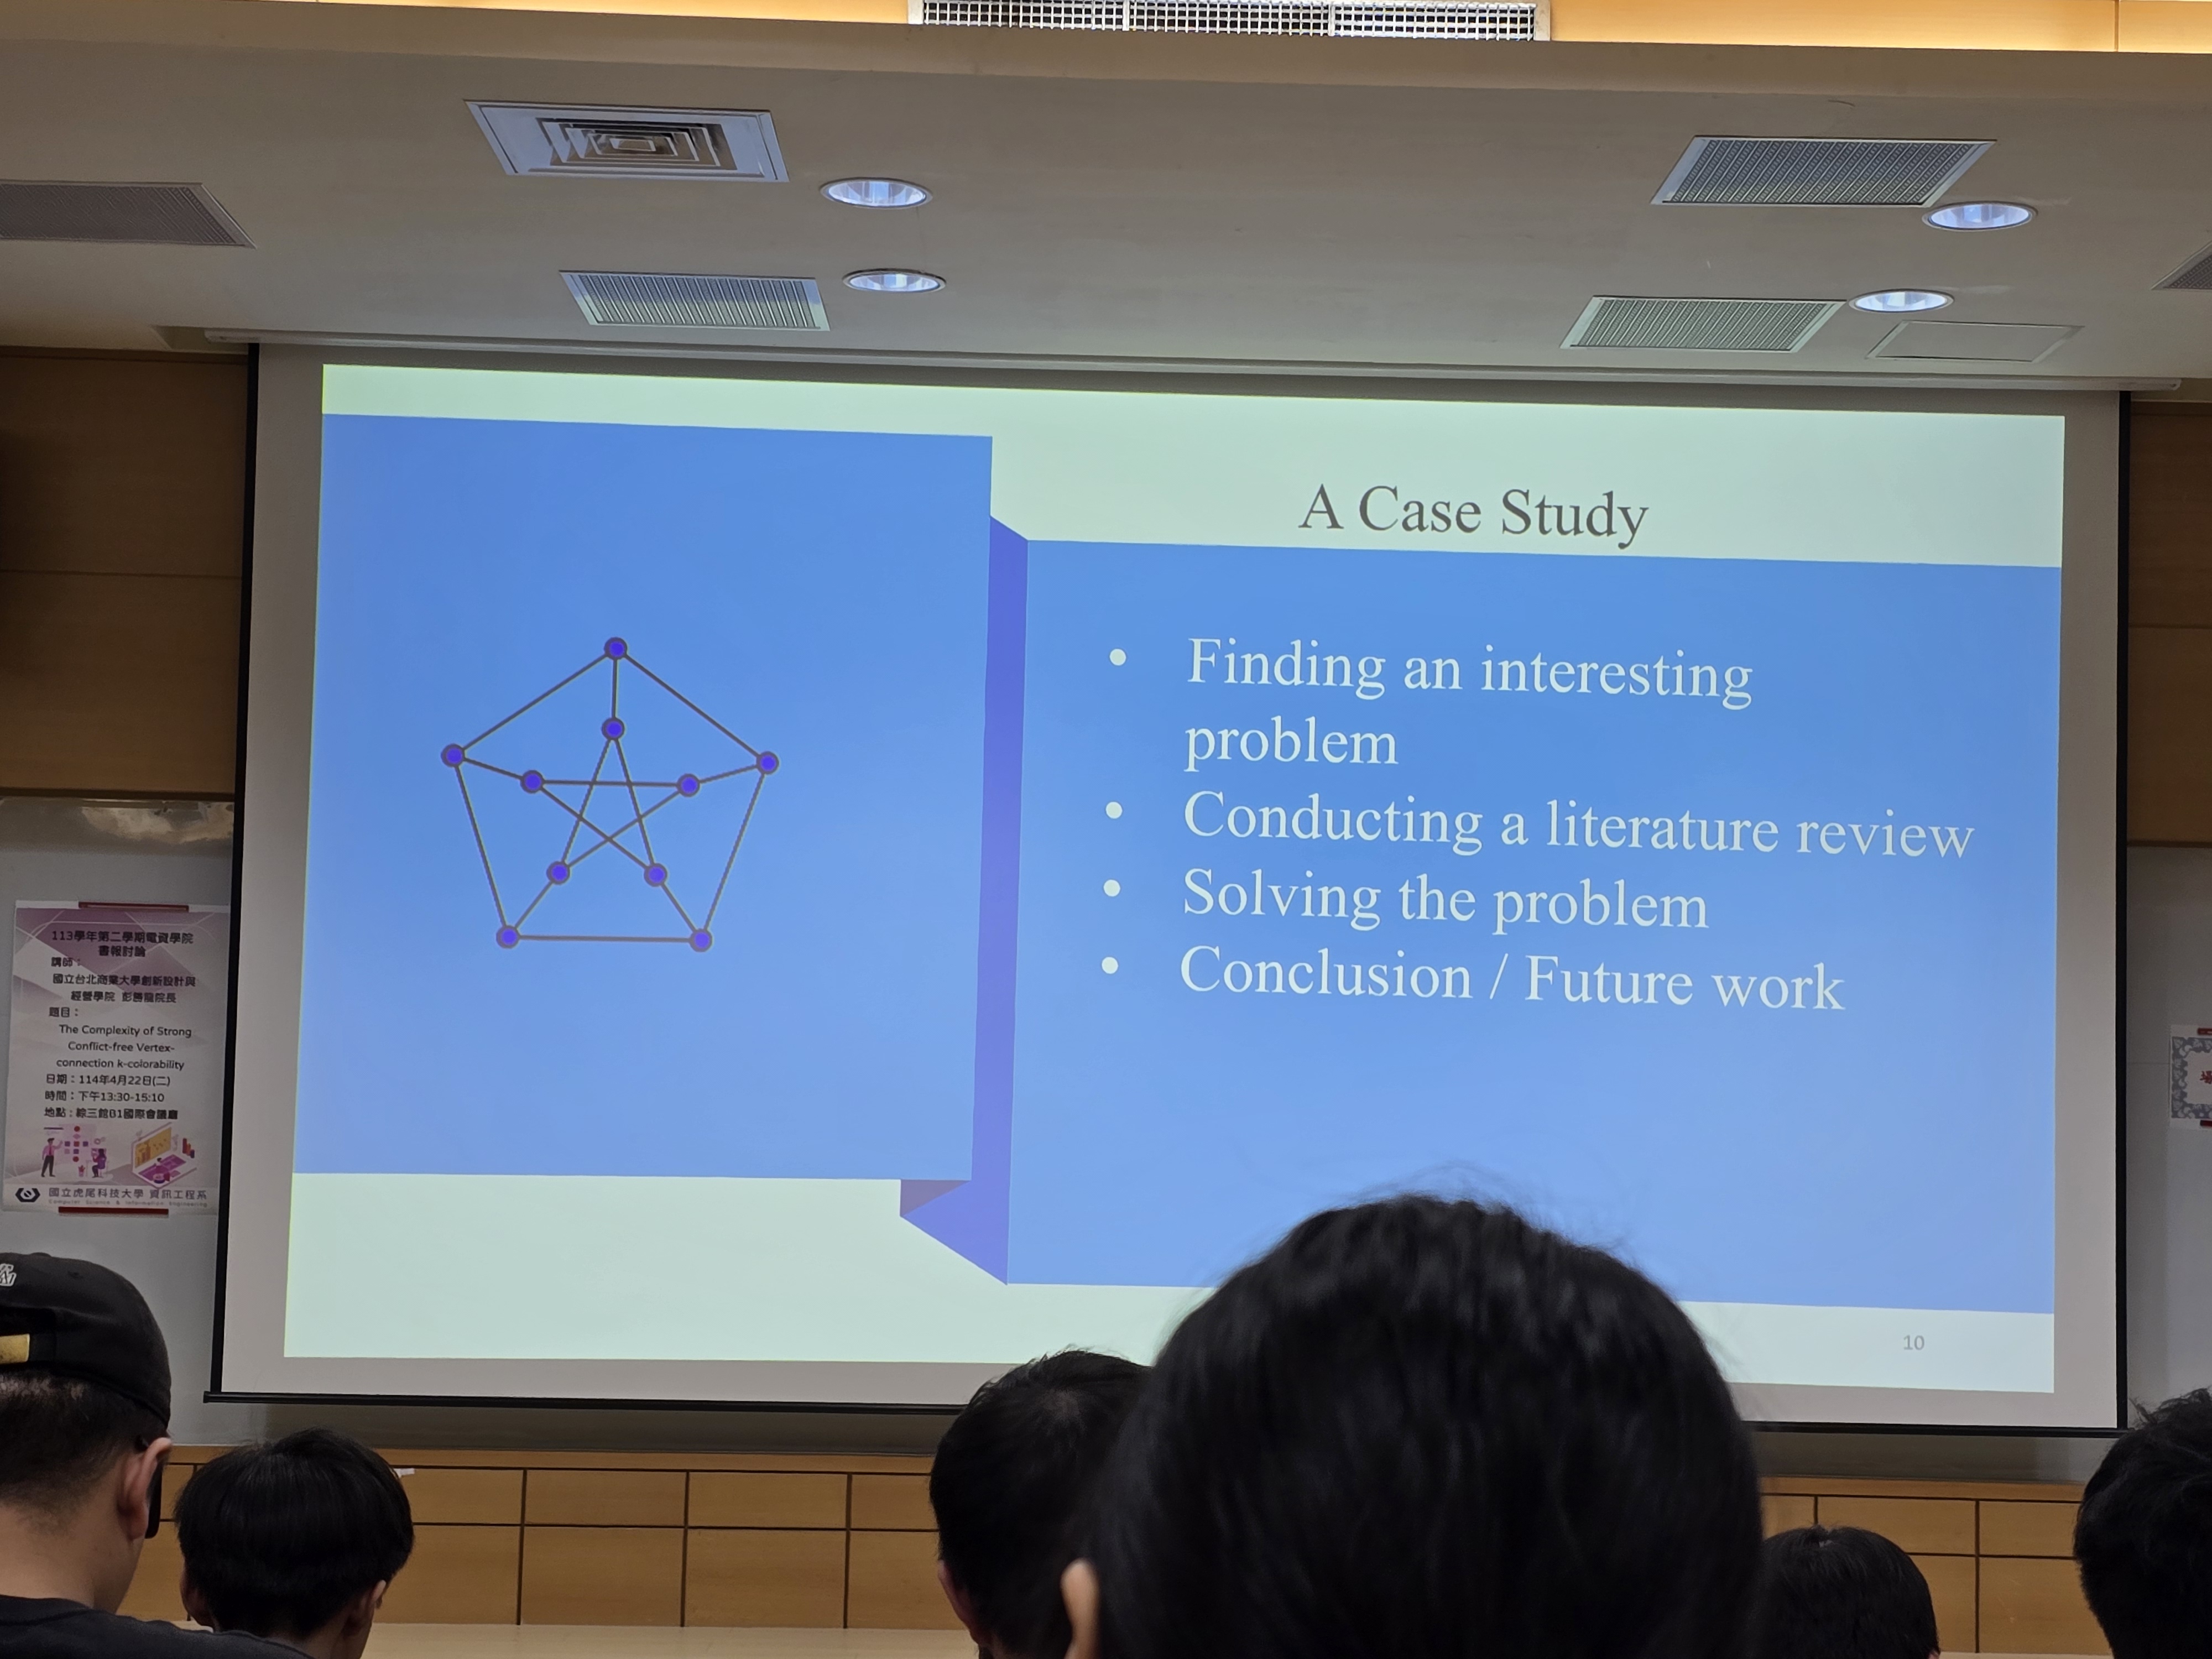 A Case Study
• Finding an interesting
problem
• Conducting a literature review
• Solving the problem
• Conclusion / Future work
10
113學年第二學期電資學院
書報討論
講師：
國立台北商業大學創新設計與
經營學院 彭勝龍院長
題目：
The Complexity of Strong
Conflict-free Vertex-
connection k-colorability
日期：114年4月22日(二)
時間：下午13:30-15:10
地點：綜三館B1國際會議廳
國立虎尾科技大學 資訊工程系
Computer Science & Information Engineering